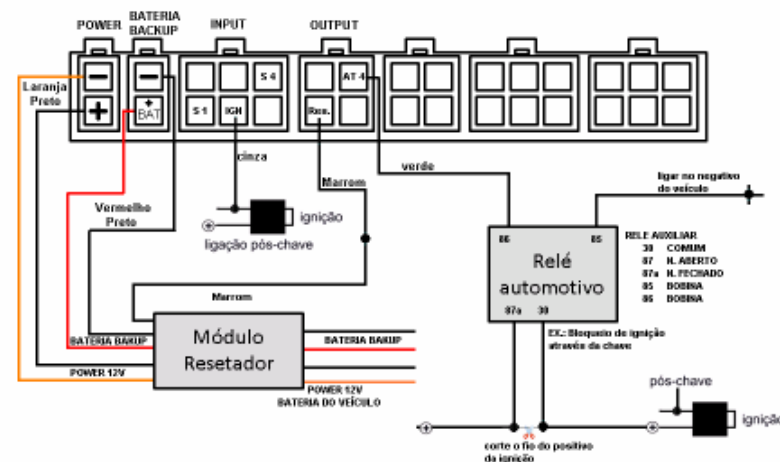 POWER
BATERIA
BACKUP
INPUT
OUTPUT
Laranja
Preto
S 4
AT 4
+
BAT
S 1
IGN
Res.
cinza
Marrom
verde
ligar no negativo
do veículo
Vermelho
Preto
ignição
ligação pós-chave
86
85
Relé
automotivo
87a
30
RELE AUXILIAR
30 COMUM
87 N. ABERTO
87a N. FECHADO
85 BOBINA
86 BOBINA
Marrom
EX.: Bloqueio de ignição
através da chave
Módulo
Resetador
BATERIA BAKUP
BATERIA BAKUP
POWER 12V
POWER 12V
BATERIA DO VEÍCULO
pós-chave
ignição
corte o fio do positivo
da ignição